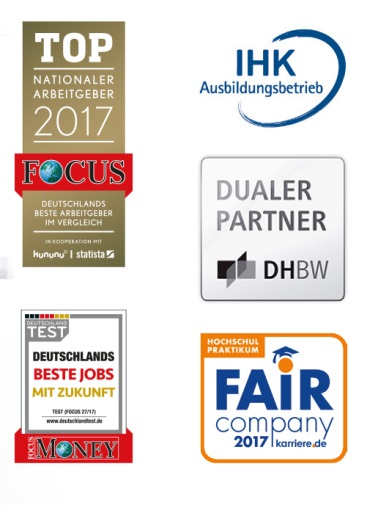 TOP
NATIONALER
ARBEITGEBER
2017
FOCUS
DEUTSCHLANDS
BESTE ARBEITGEBER
IM VERGLEICH
IN KOOPERATION MIT
kununu | statista
IHK
Ausbildungsbetrieb
DUALER
PARTNER
DHBW
DEUTSCHLAND
TEST
DEUTSCHLANDS
BESTE JOBS
MIT ZUKUNFT
TEST (FOCUS 27/17)
www.deutschlandtest.de
FOCUS MONEY
HOCHSCHUL
PRAKTIKUM
FAIR
company
2017 karriere.de